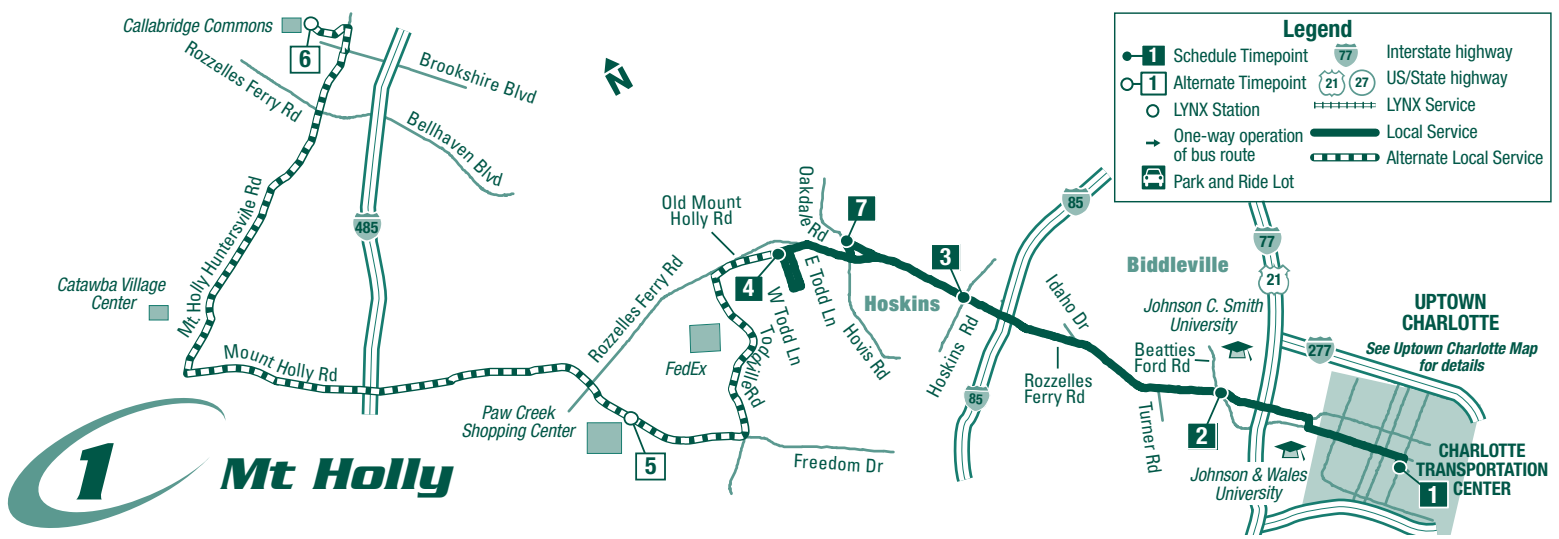 Callabridge Commons
6
Rozzelles Ferry Rd
Brookshire Blvd
Bellhaven Blvd
N
Legend
1 Schedule Timepoint
1 Alternate Timepoint
LYNX Station
One-way operation
of bus route
Park and Ride Lot
77 Interstate highway
21 27 US/State highway
LYNX Service
Local Service
Alternate Local Service
485
Mt Holly Huntersville Rd
Catawba Village
Center
Mount Holly Rd
Old Mount
Holly Rd
Rozzelles Ferry Rd
Oakdale Rd
7
4
E Todd Ln
W Todd Ln
Toddville Rd
FedEx
Hovis Rd
Hoskins
3
Hoskins Rd
85
85
Idaho Dr
Rozzelles
Ferry Rd
Turner Rd
Biddleville
77
21
Johnson C. Smith
University
Beatties
Ford Rd
2
277
UPTOWN
CHARLOTTE
See Uptown Charlotte Map
for details
Paw Creek
Shopping Center
5
Freedom Dr
Johnson & Wales
University
1
CHARLOTTE
TRANSPORTATION
CENTER
1 Mt Holly